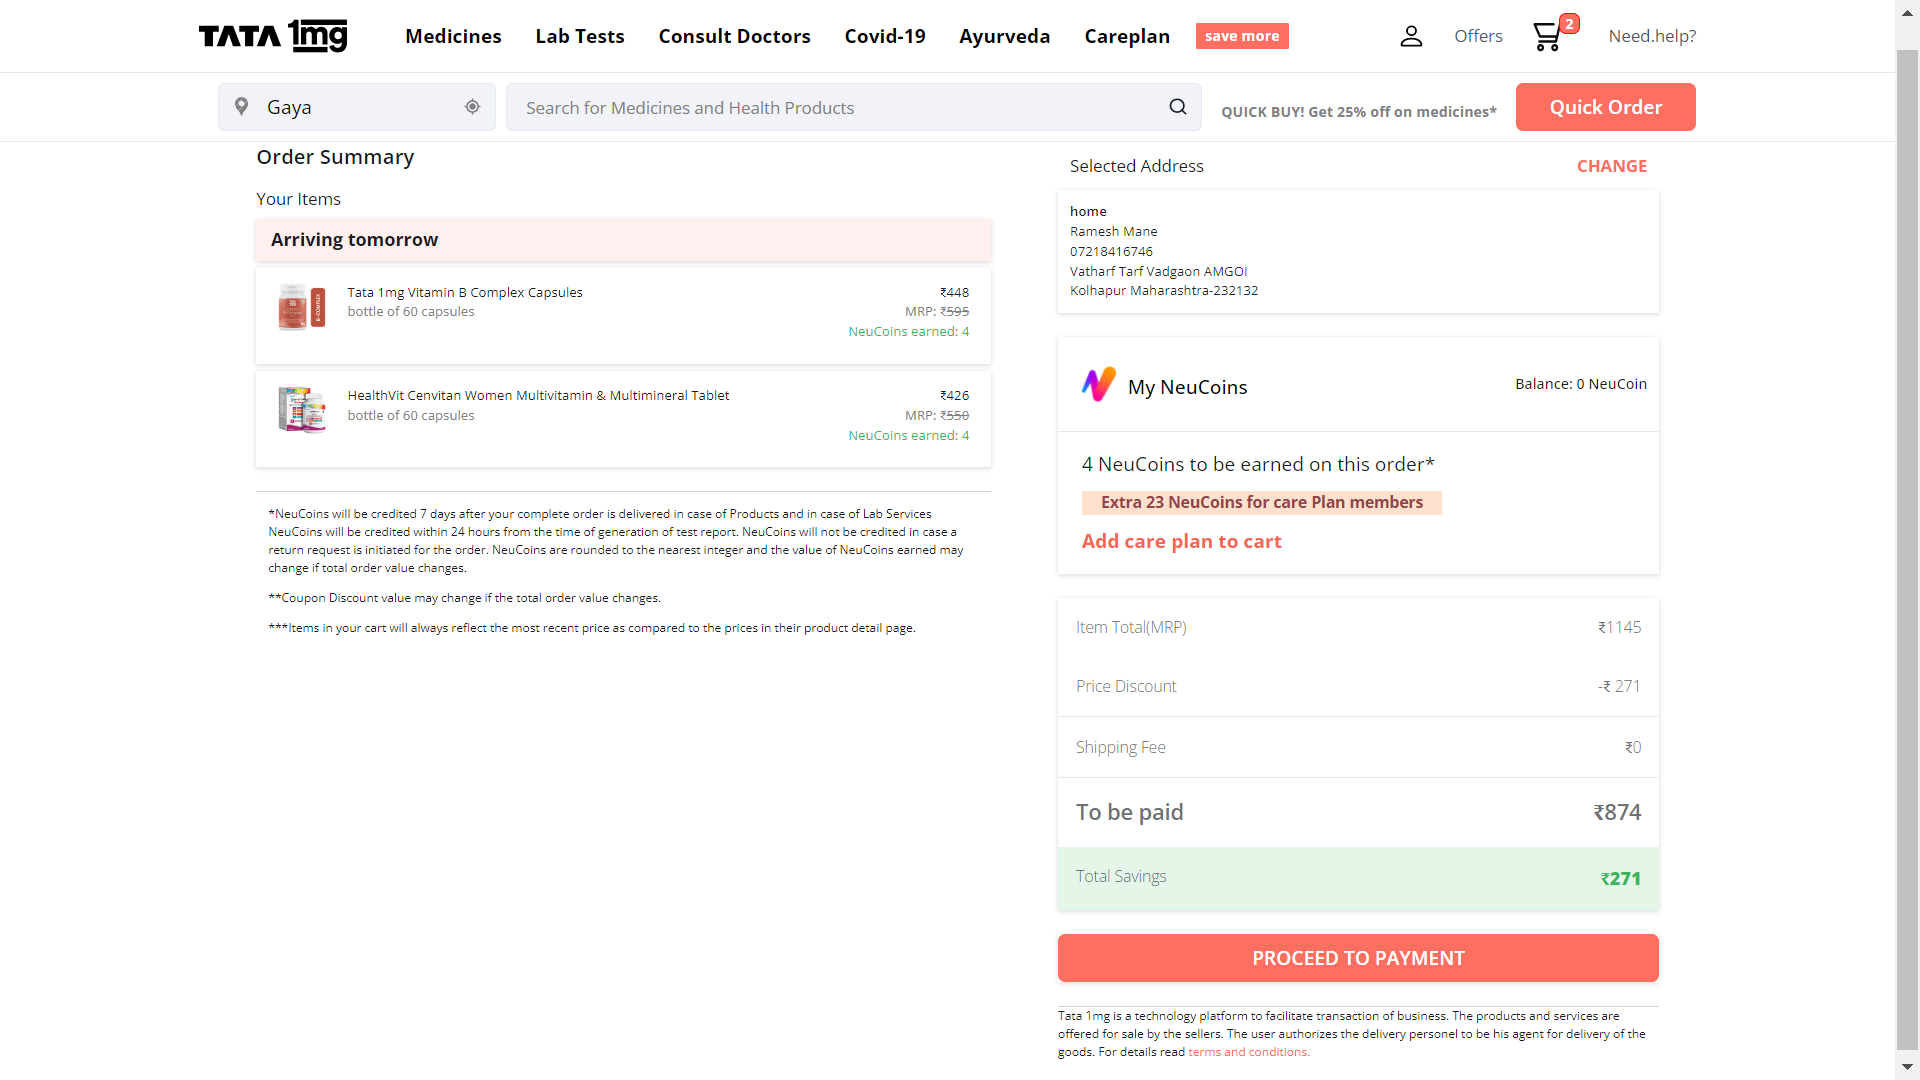 TATA 1mg
Medicines Lab Tests Consult Doctors Covid-19 Ayurveda Careplan save more
Offers 2 Need.help?
Gaya
Search for Medicines and Health Products
QUICK BUY! Get 25% off on medicines*
Quick Order
Order Summary
Your Items
Arriving tomorrow
Tata 1mg Vitamin B Complex Capsules ₹448
bottle of 60 capsules MRP: ₹595
NeuCoins earned: 4
HealthVit Cenvitan Women Multivitamin & Multimineral Tablet ₹426
bottle of 60 capsules MRP: ₹550
NeuCoins earned: 4
*NeuCoins will be credited 7 days after your complete order is delivered in case of Products and in case of Lab Services
NeuCoins will be credited within 24 hours from the time of generation of test report. NeuCoins will not be credited in case a
return request is initiated for the order. NeuCoins are rounded to the nearest integer and the value of NeuCoins earned may
change if total order value changes.
**Coupon Discount value may change if the total order value changes.
***Items in your cart will always reflect the most recent price as compared to the prices in their product detail page.
Selected Address CHANGE
home
Ramesh Mane
07218416746
Vatharf Tarf Vadgaon AMGOI
Kolhapur Maharashtra-232132
My NeuCoins Balance: 0 NeuCoin
4 NeuCoins to be earned on this order*
Extra 23 NeuCoins for care Plan members
Add care plan to cart
Item Total(MRP) ₹1145
Price Discount -₹ 271
Shipping Fee ₹0
To be paid ₹874
Total Savings ₹271
PROCEED TO PAYMENT
Tata 1mg is a technology platform to facilitate transaction of business. The products and services are
offered for sale by the sellers. The user authorizes the delivery personel to be his agent for delivery of the
goods. For details read terms and conditions.